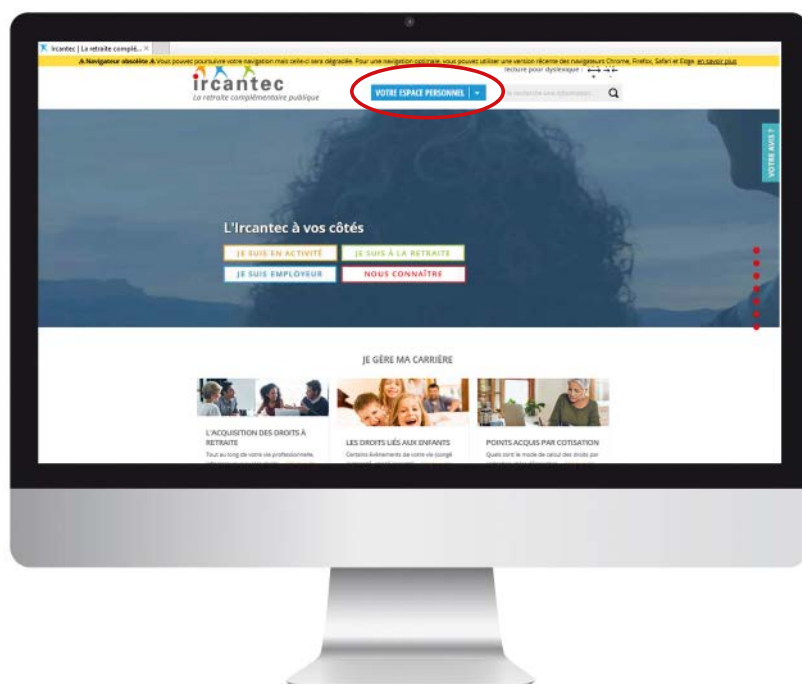 Ircantec | La retraite complé... ×
⚠ Navigateur obsolète ⚠ Vous pouvez poursuivre votre navigation mais celle-ci sera dégradée. Pour une navigation optimale, vous pouvez utiliser une version récente des navigateurs Chrome, Firefox, Safari et Edge. en savoir plus
lecture pour dyslexique :
ircantec
La retraite complémentaire publique
VOTRE ESPACE PERSONNEL
recherche une information...
VOTRE AVIS ?
L'Ircantec à vos côtés
JE SUIS EN ACTIVITÉ
JE SUIS À LA RETRAITE
JE SUIS EMPLOYEUR
NOUS CONNAÎTRE
JE GÈRE MA CARRIÈRE
L'ACQUISITION DES DROITS À
RETRAITE
Tout au long de votre vie professionnelle,
LES DROITS LIÉS AUX ENFANTS
Certains évènements de votre vie (congé
POINTS ACQUIS PAR COTISATION
Quels sont le mode de calcul des droits par